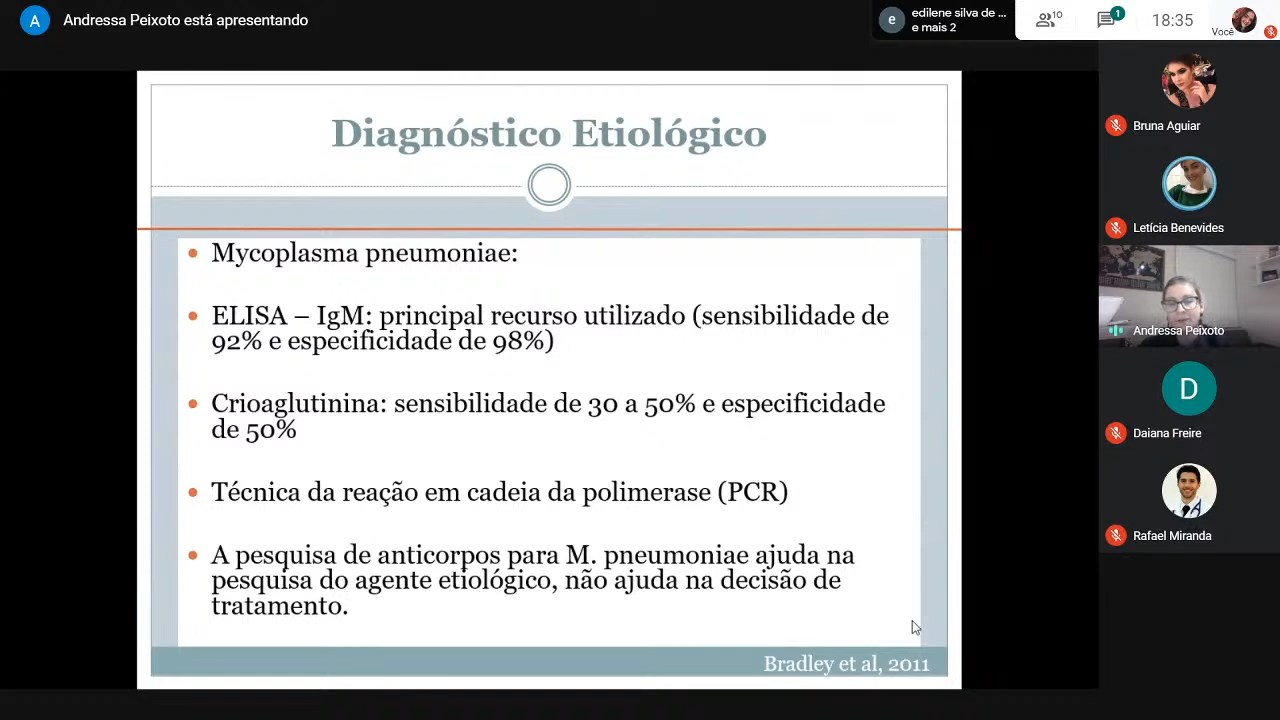 A
Andressa Peixoto está apresentando
e
edilene silva de ...
e mais 2
10
1
18:35
Você
Diagnóstico Etiológico
• Mycoplasma pneumoniae:
• ELISA – IgM: principal recurso utilizado (sensibilidade de
92% e especificidade de 98%)
• Crioaglutinina: sensibilidade de 30 a 50% e especificidade
de 50%
• Técnica da reação em cadeia da polimerase (PCR)
• A pesquisa de anticorpos para M. pneumoniae ajuda na
pesquisa do agente etiológico, não ajuda na decisão de
tratamento.
Bradley et al, 2011
Bruna Aguiar
Letícia Benevides
Andressa Peixoto
D
Daiana Freire
Rafael Miranda